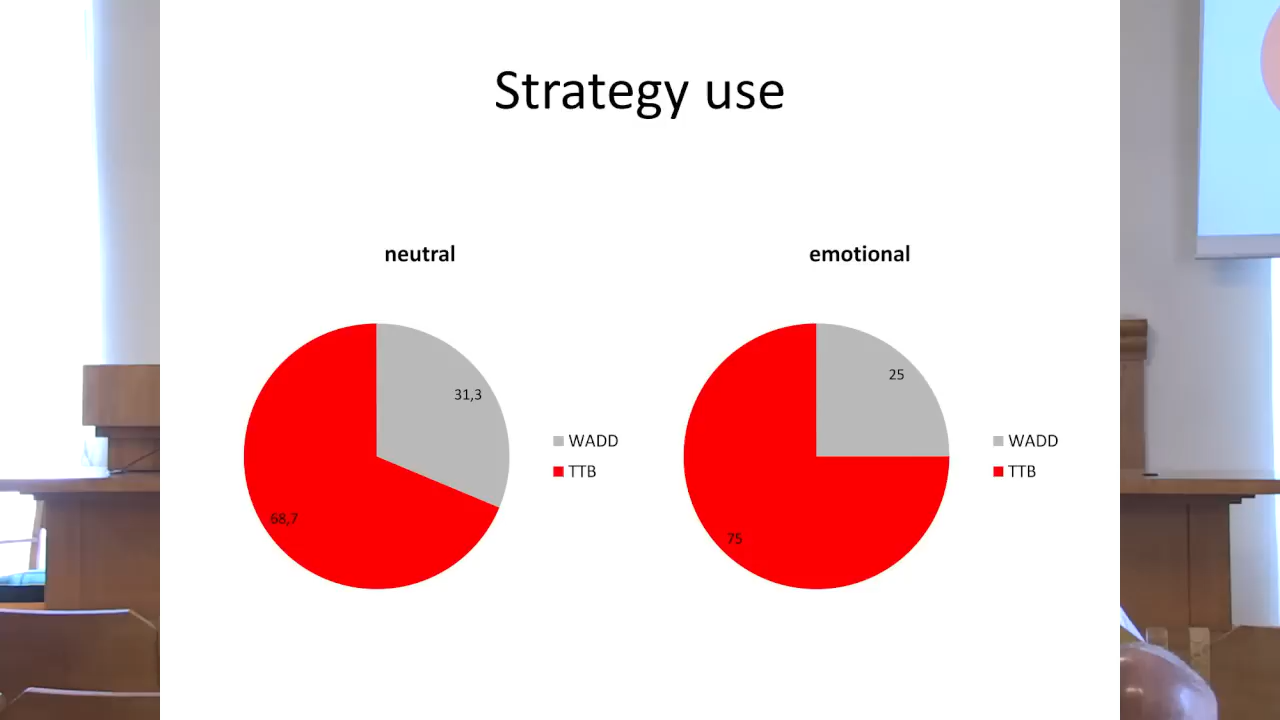 Strategy use
neutral
31,3
68,7
WADD
TTB
emotional
25
75
WADD
TTB